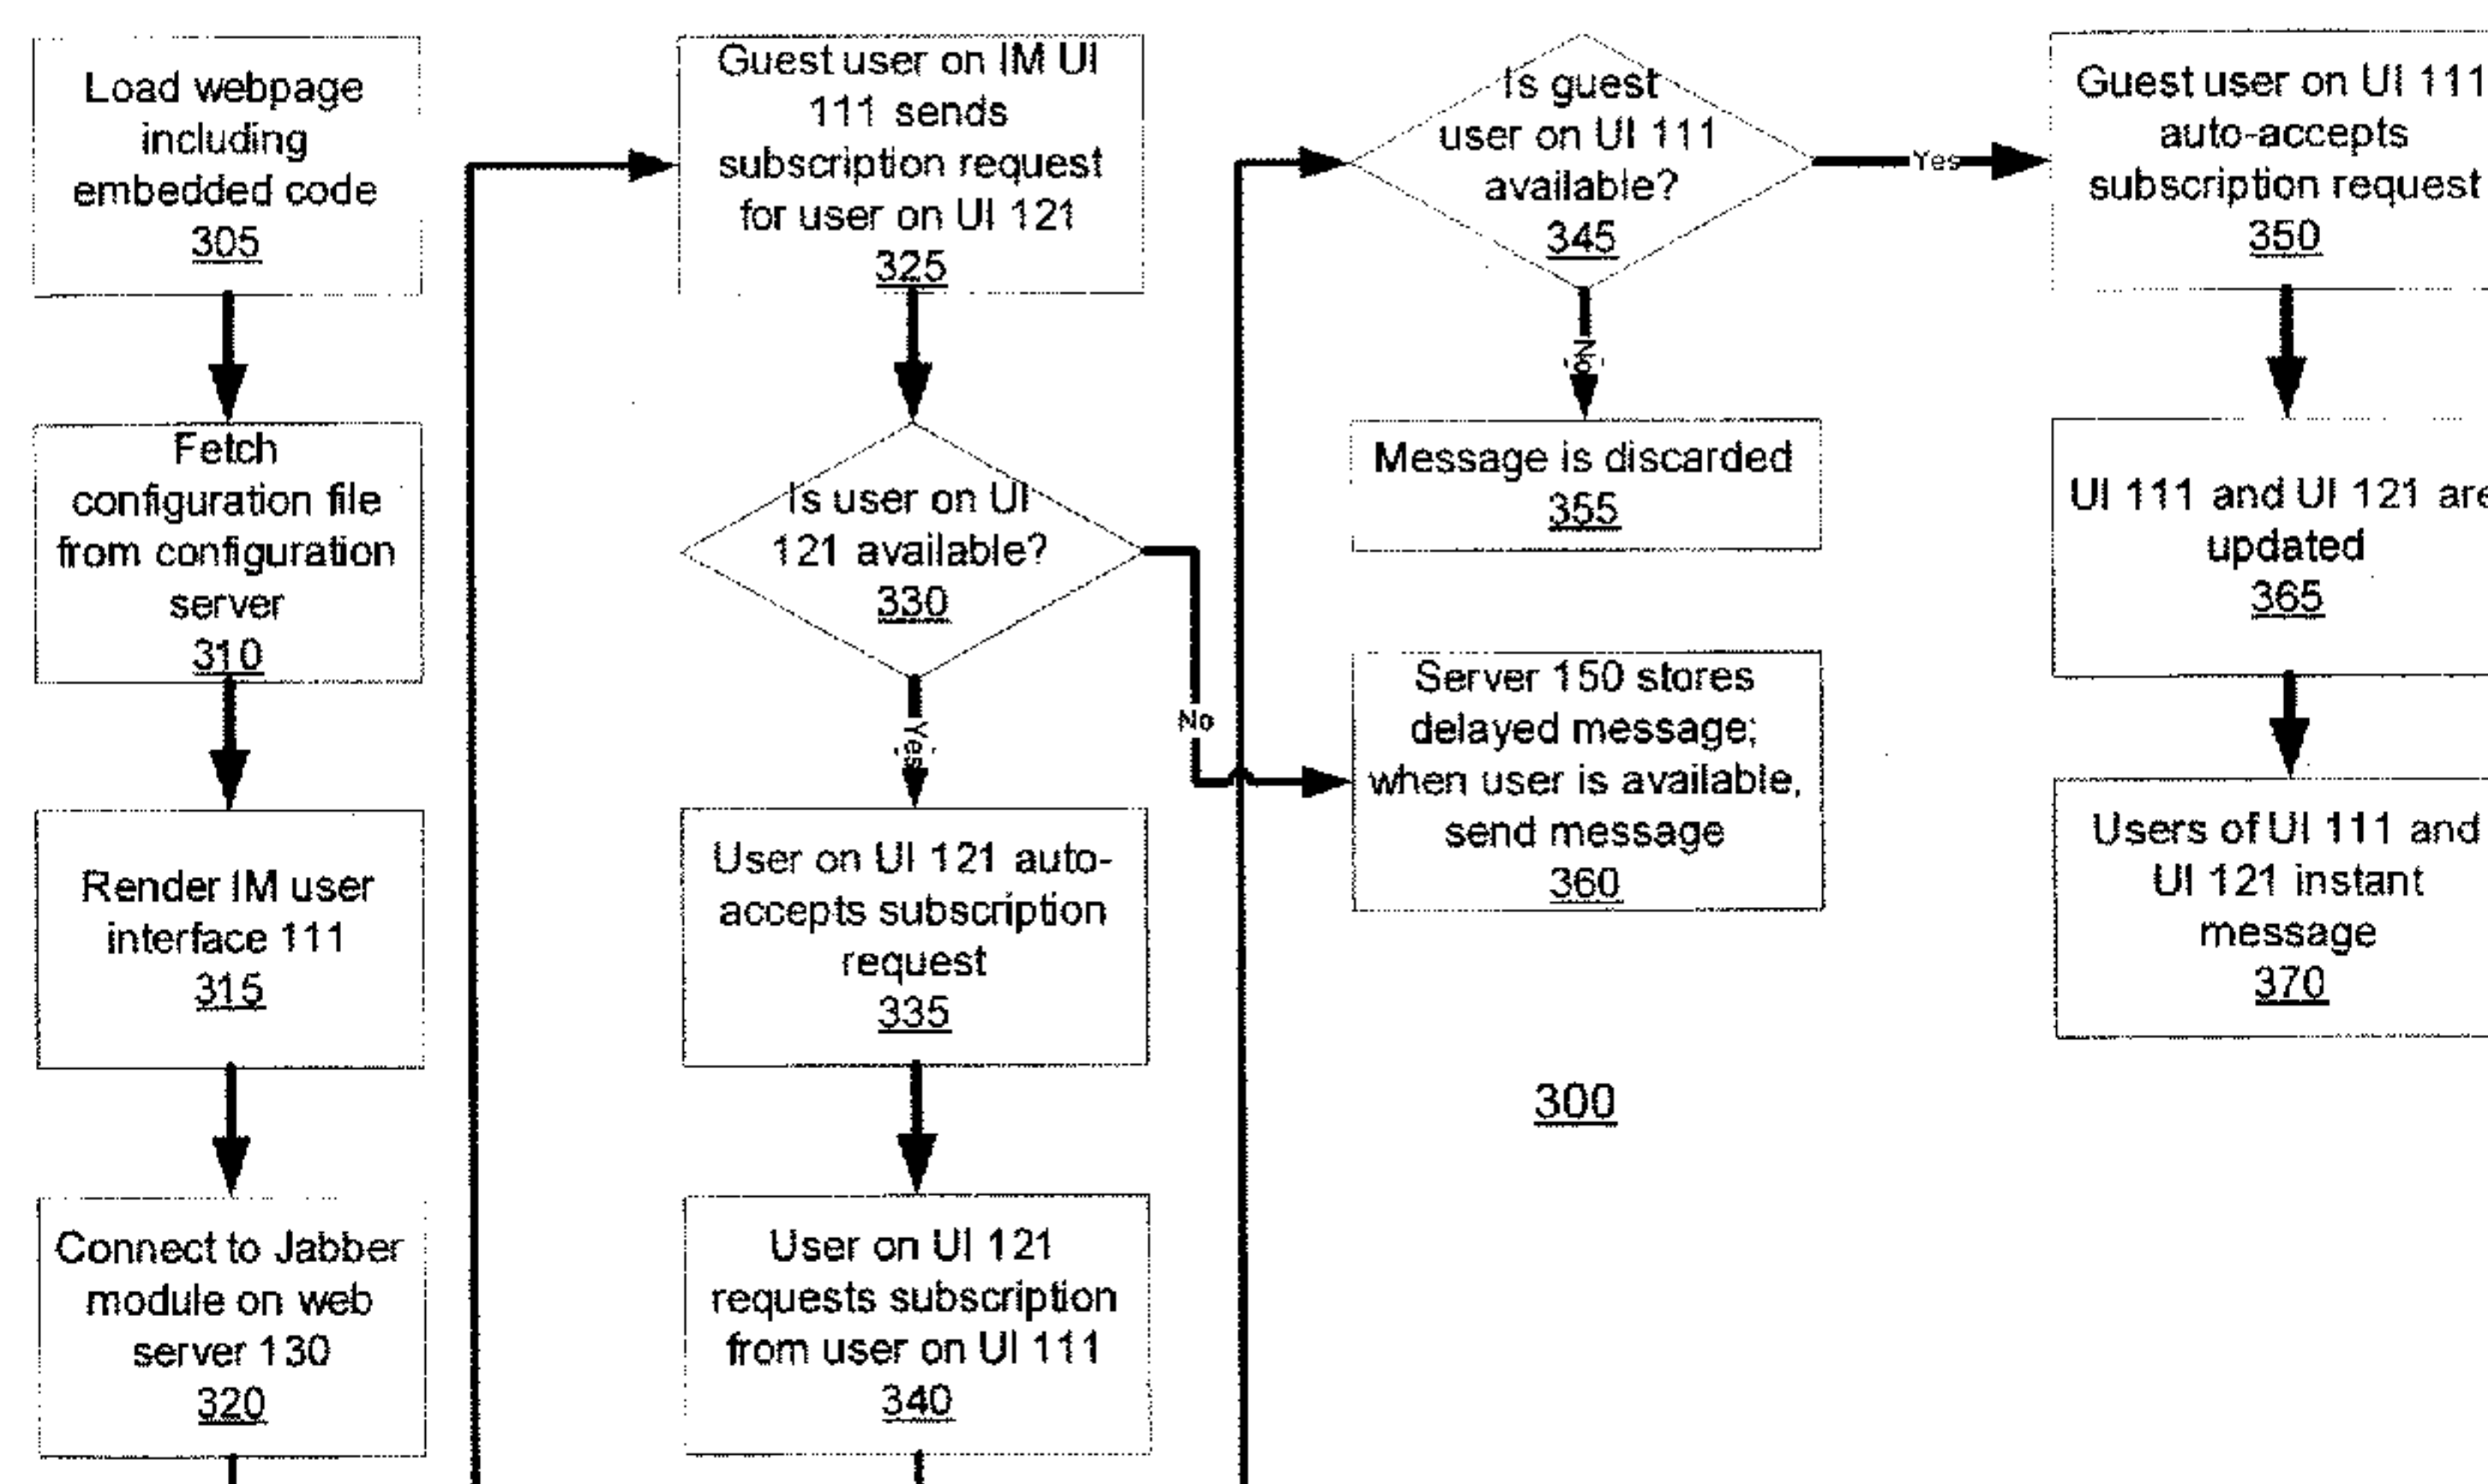 Load webpage
including
embedded code
305
Fetch
configuration file
from configuration
server
310
Render IM user
interface 111
315
Connect to Jabber
module on web
server 130
320
Guest user on IM UI
111 sends
subscription request
for user on UI 121
325
Is user on UI
121 available?
330
Yes
No
User on UI 121 auto-
accepts subscription
request
335
User on UI 121
requests subscription
from user on UI 111
340
Is guest
user on UI 111
available?
345
Yes
No
Message is discarded
355
Server 150 stores
delayed message;
when user is available,
send message
360
300
Guest user on UI 111
auto-accepts
subscription request
350
UI 111 and UI 121 are
updated
365
Users of UI 111 and
UI 121 instant
message
370